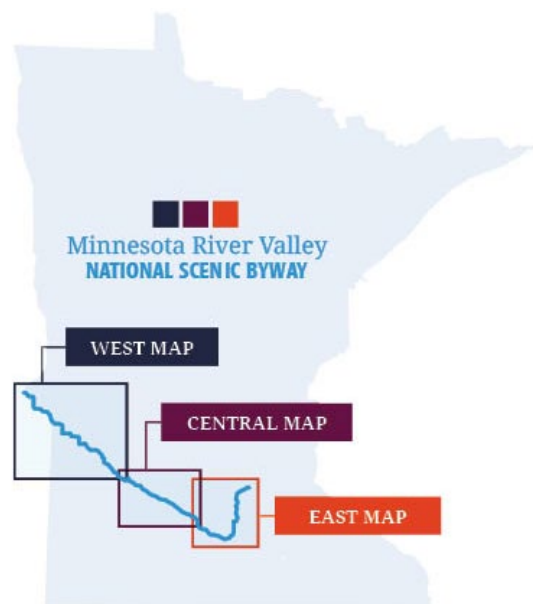 Minnesota River Valley
NATIONAL SCENIC BYWAY
WEST MAP
CENTRAL MAP
EAST MAP